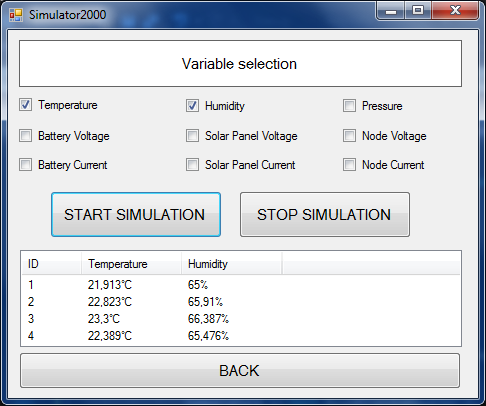 Simulator2000
Variable selection
Temperature Humidity Pressure
Battery Voltage Solar Panel Voltage Node Voltage
Battery Current Solar Panel Current Node Current
START SIMULATION STOP SIMULATION
ID Temperature Humidity
1 21,913°C 65%
2 22,823°C 65,91%
3 23,3°C 66,387%
4 22,389°C 65,476%
BACK